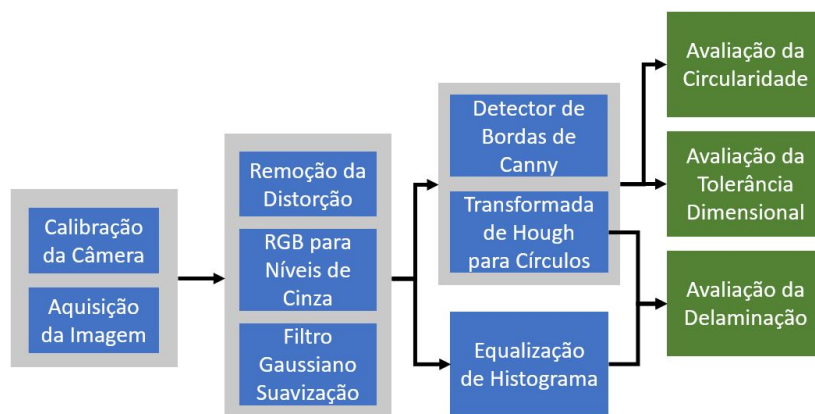 Calibração
da Câmera
Aquisição
da Imagem
Remoção da
Distorção
RGB para
Níveis de
Cinza
Filtro
Gaussiano
Suavização
Detector de
Bordas de
Canny
Transformada
de Hough
para Círculos
Equalização
de Histograma
Avaliação da
Circularidade
Avaliação da
Tolerância
Dimensional
Avaliação da
Delaminação